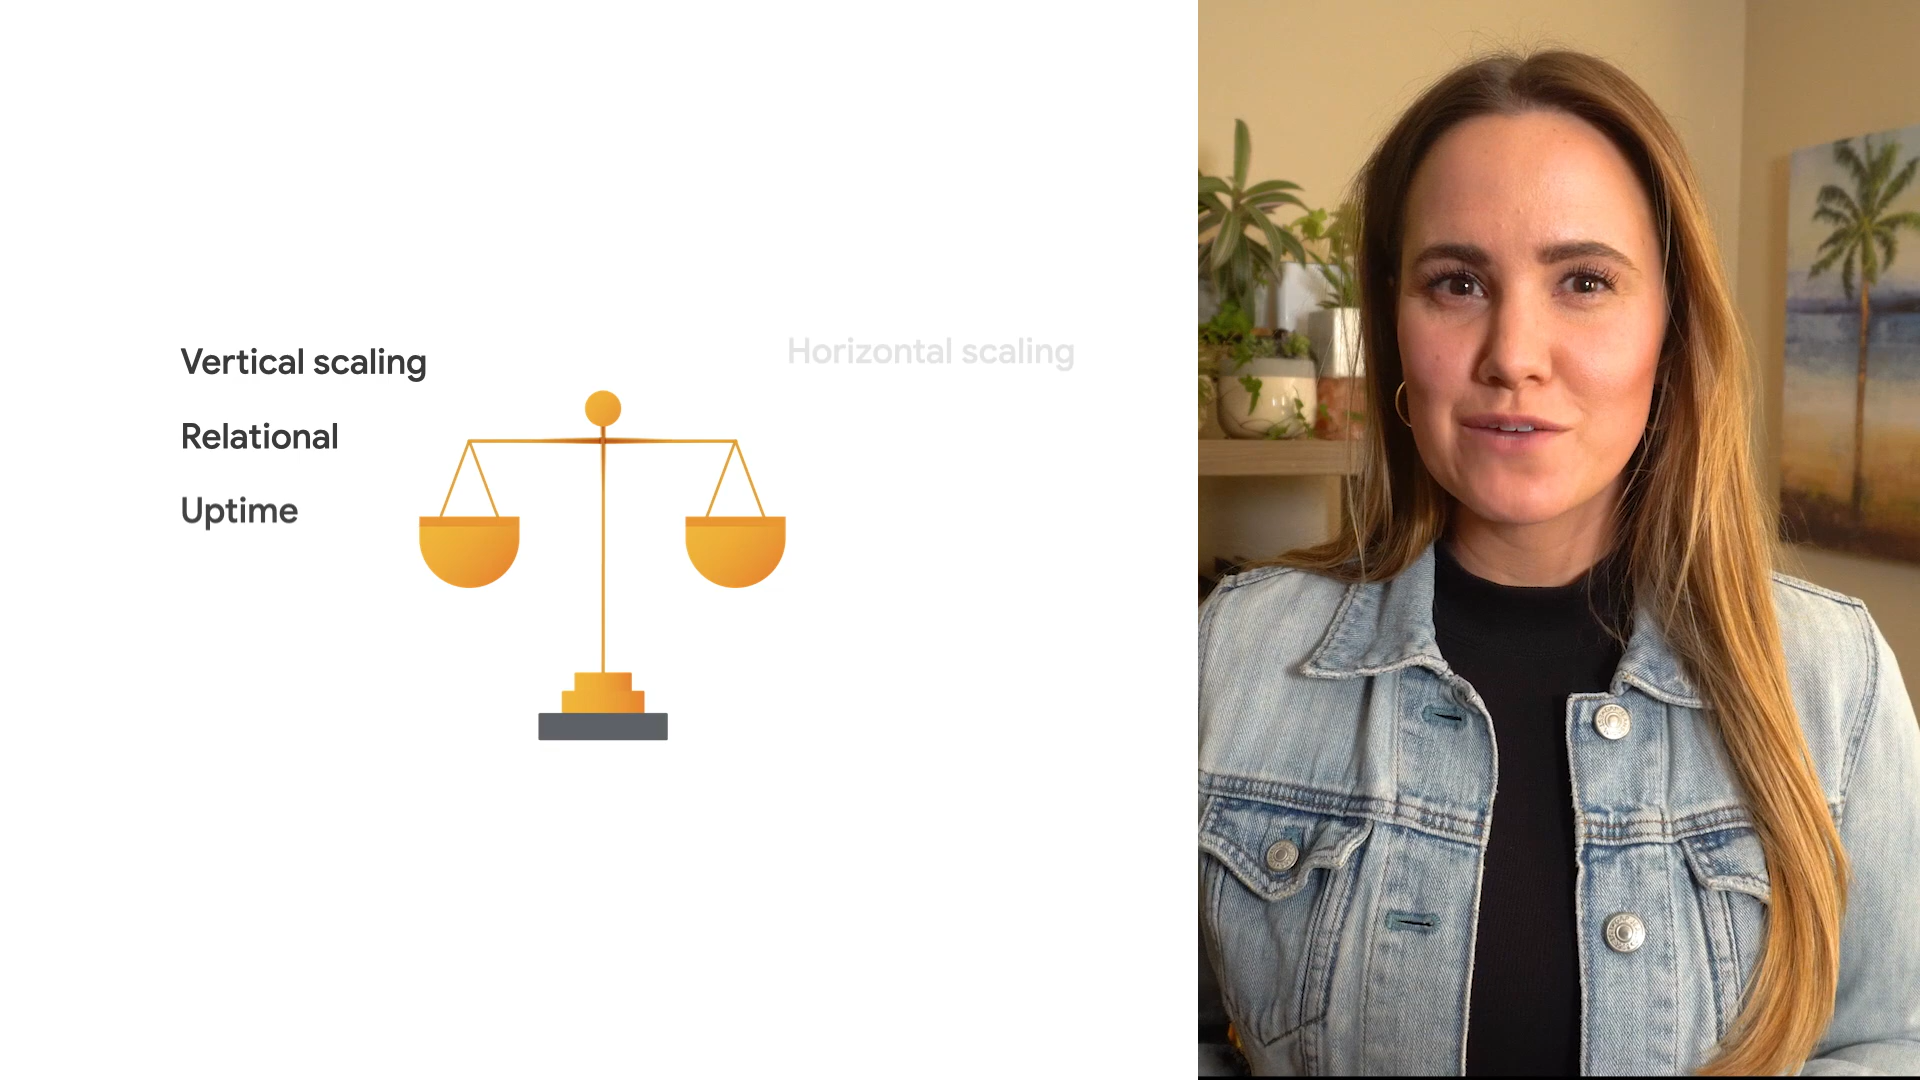 Vertical scaling
Horizontal scaling
Relational
Uptime